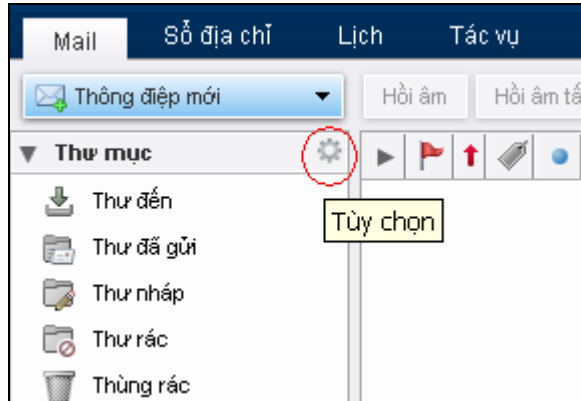 Mail Sổ địa chỉ Lịch Tác vụ
Thông điệp mới Hồi âm Hồi âm tấ
Thư mục
Tùy chọn
Thư đến
Thư đã gửi
Thư nháp
Thư rác
Thùng rác